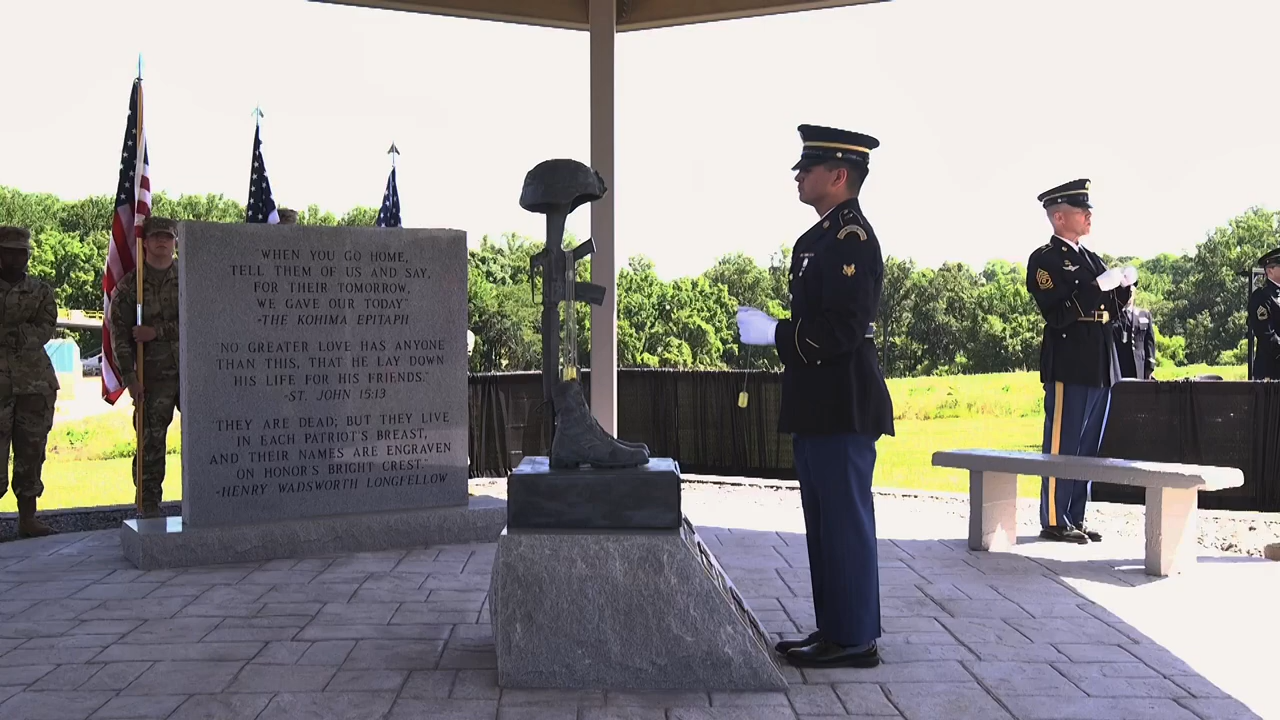 "WHEN YOU GO HOME,
TELL THEM OF US AND SAY,
FOR THEIR TOMORROW,
WE GAVE OUR TODAY"
-THE KOHIMA EPITAPH
"NO GREATER LOVE HAS ANYONE
THAN THIS, THAT HE LAY DOWN
HIS LIFE FOR HIS FRIENDS."
-ST. JOHN 15:13
"THEY ARE DEAD; BUT THEY LIVE
IN EACH PATRIOT'S BREAST,
AND THEIR NAMES ARE ENGRAVEN
ON HONOR'S BRIGHT CREST."
-HENRY WADSWORTH LONGFELLOW